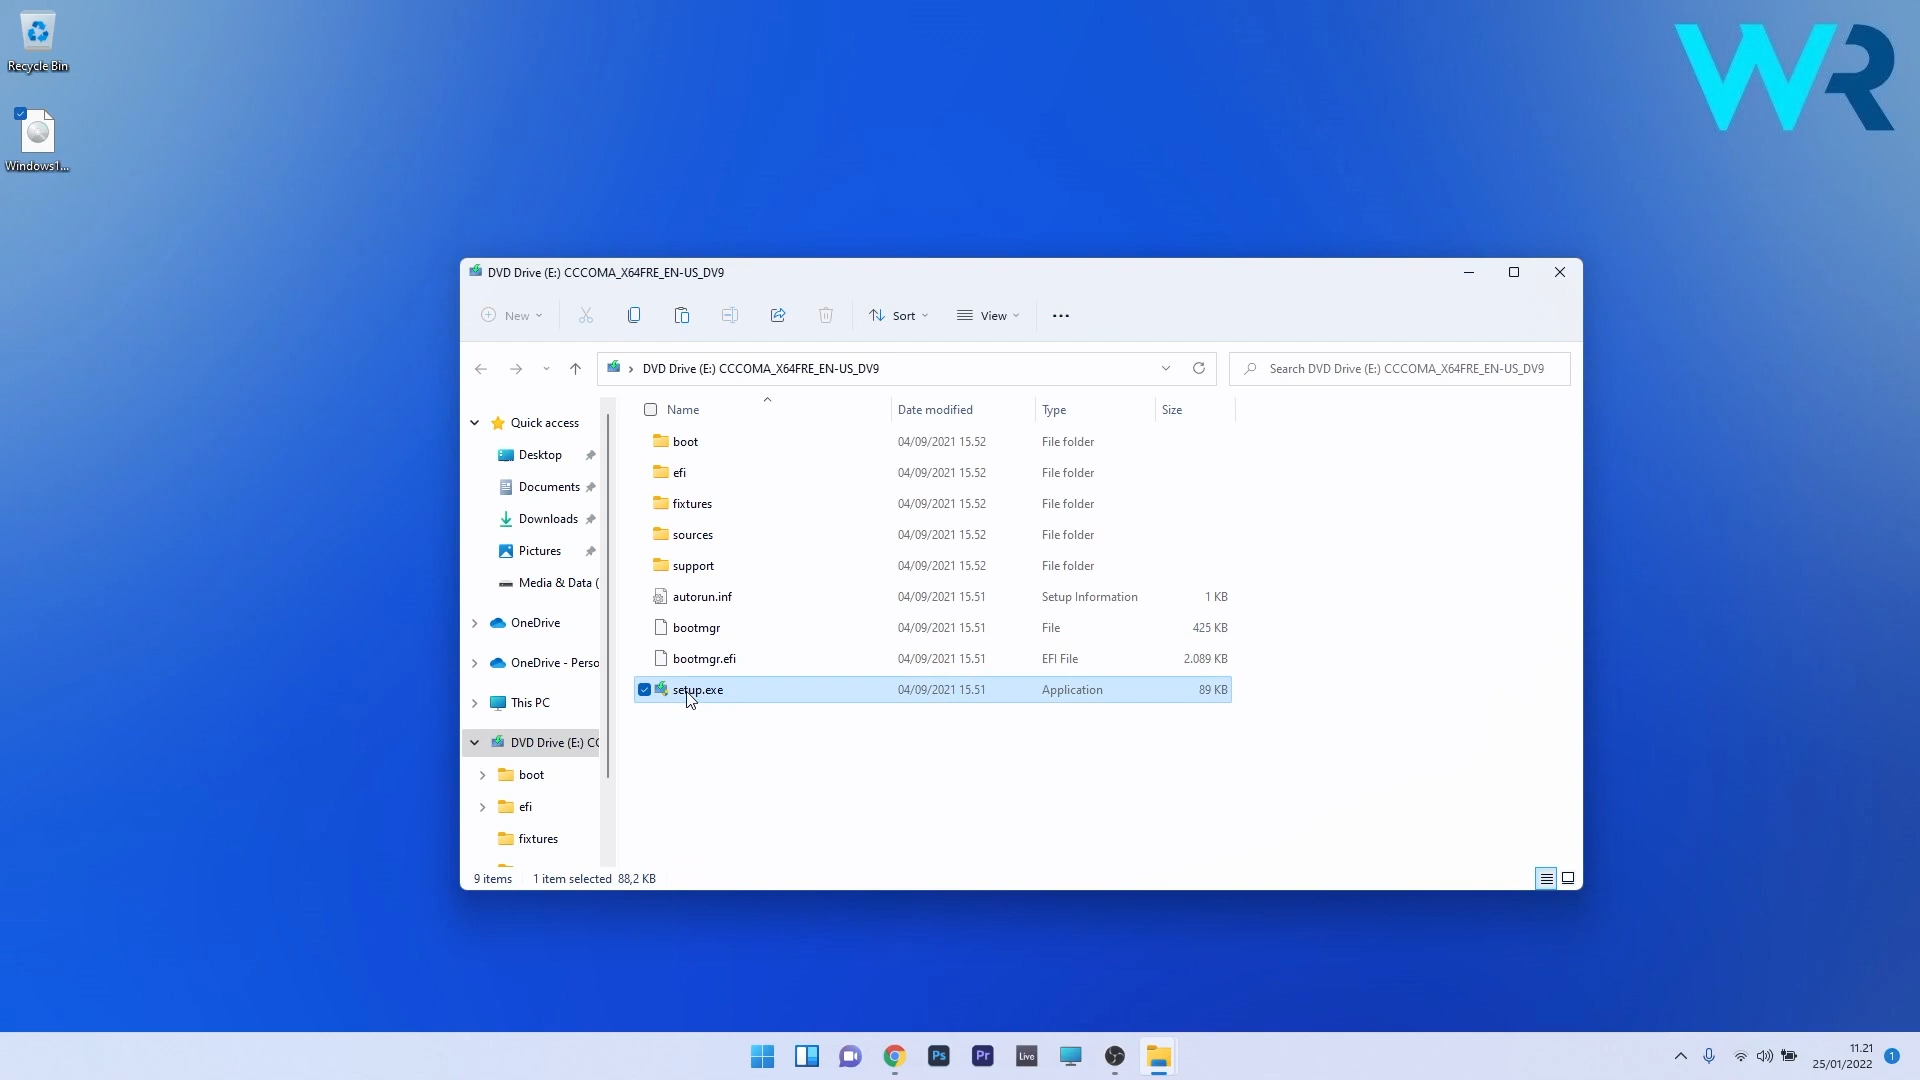 Recycle Bin
Windows1...
WR
DVD Drive (E:) CCCOMA_X64FRE_EN-US_DV9
New
Sort
View
DVD Drive (E:) CCCOMA_X64FRE_EN-US_DV9
Search DVD Drive (E:) CCCOMA_X64FRE_EN-US_DV9
Quick access
Desktop
Documents
Downloads
Pictures
Media & Data (
OneDrive
OneDrive - Perso
This PC
DVD Drive (E:) CC
boot
efi
fixtures
Name Date modified Type Size
boot 04/09/2021 15.52 File folder
efi 04/09/2021 15.52 File folder
fixtures 04/09/2021 15.52 File folder
sources 04/09/2021 15.52 File folder
support 04/09/2021 15.52 File folder
autorun.inf 04/09/2021 15.51 Setup Information 1 KB
bootmgr 04/09/2021 15.51 File 425 KB
bootmgr.efi 04/09/2021 15.51 EFI File 2.089 KB
setup.exe 04/09/2021 15.51 Application 89 KB
9 items 1 item selected 88,2 KB
Ps
Pr
Live
11.21
25/01/2022
1